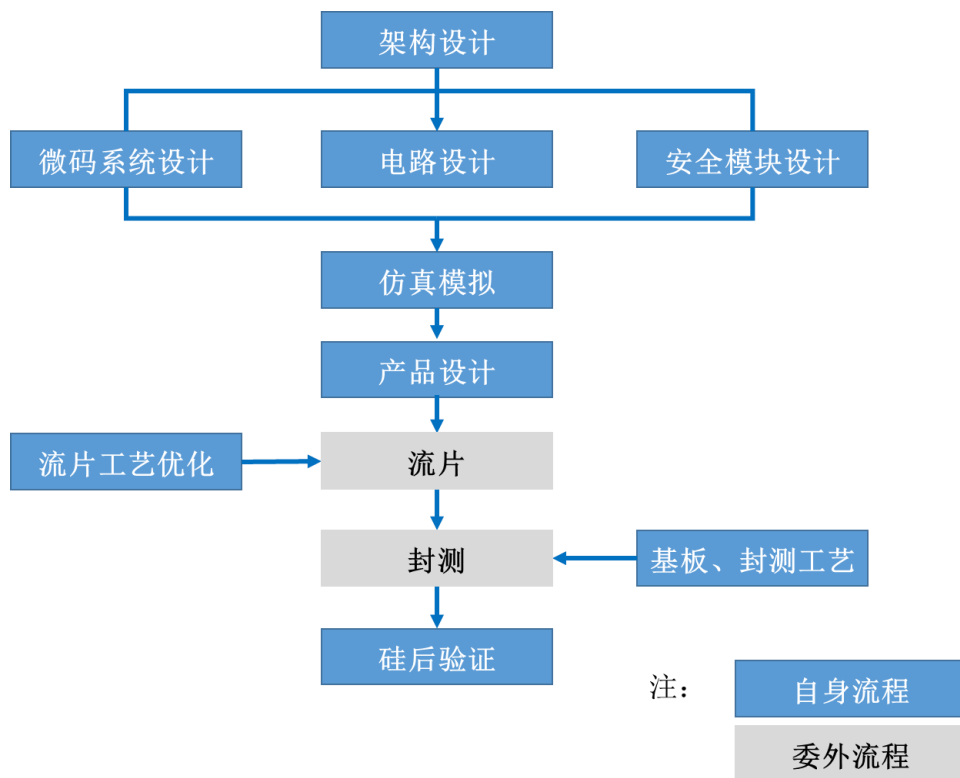 架构设计
微码系统设计
电路设计
安全模块设计
仿真模拟
产品设计
流片工艺优化
流片
封测
基板、封测工艺
硅后验证
注：
自身流程
委外流程